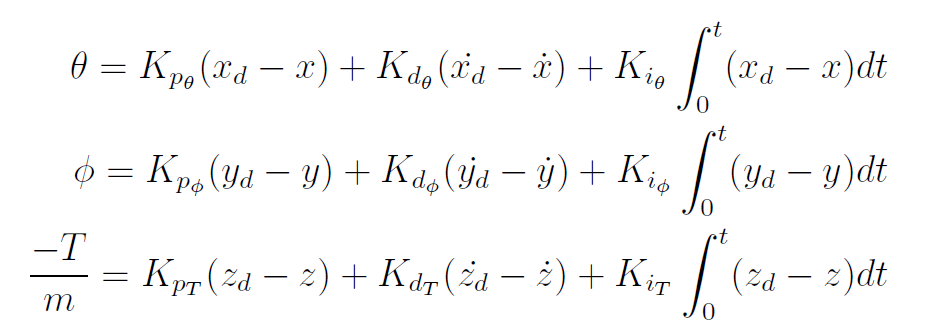 θ = K_{p_θ}(x_d − x) + K_{d_θ}(ẋ_d − ẋ) + K_{i_θ} ∫_0^t (x_d − x)dt
ϕ = K_{p_ϕ}(y_d − y) + K_{d_ϕ}(ẏ_d − ẏ) + K_{i_ϕ} ∫_0^t (y_d − y)dt
\frac{−T}{m} = K_{p_T}(z_d − z) + K_{d_T}(ż_d − ż) + K_{i_T} ∫_0^t (z_d − z)dt